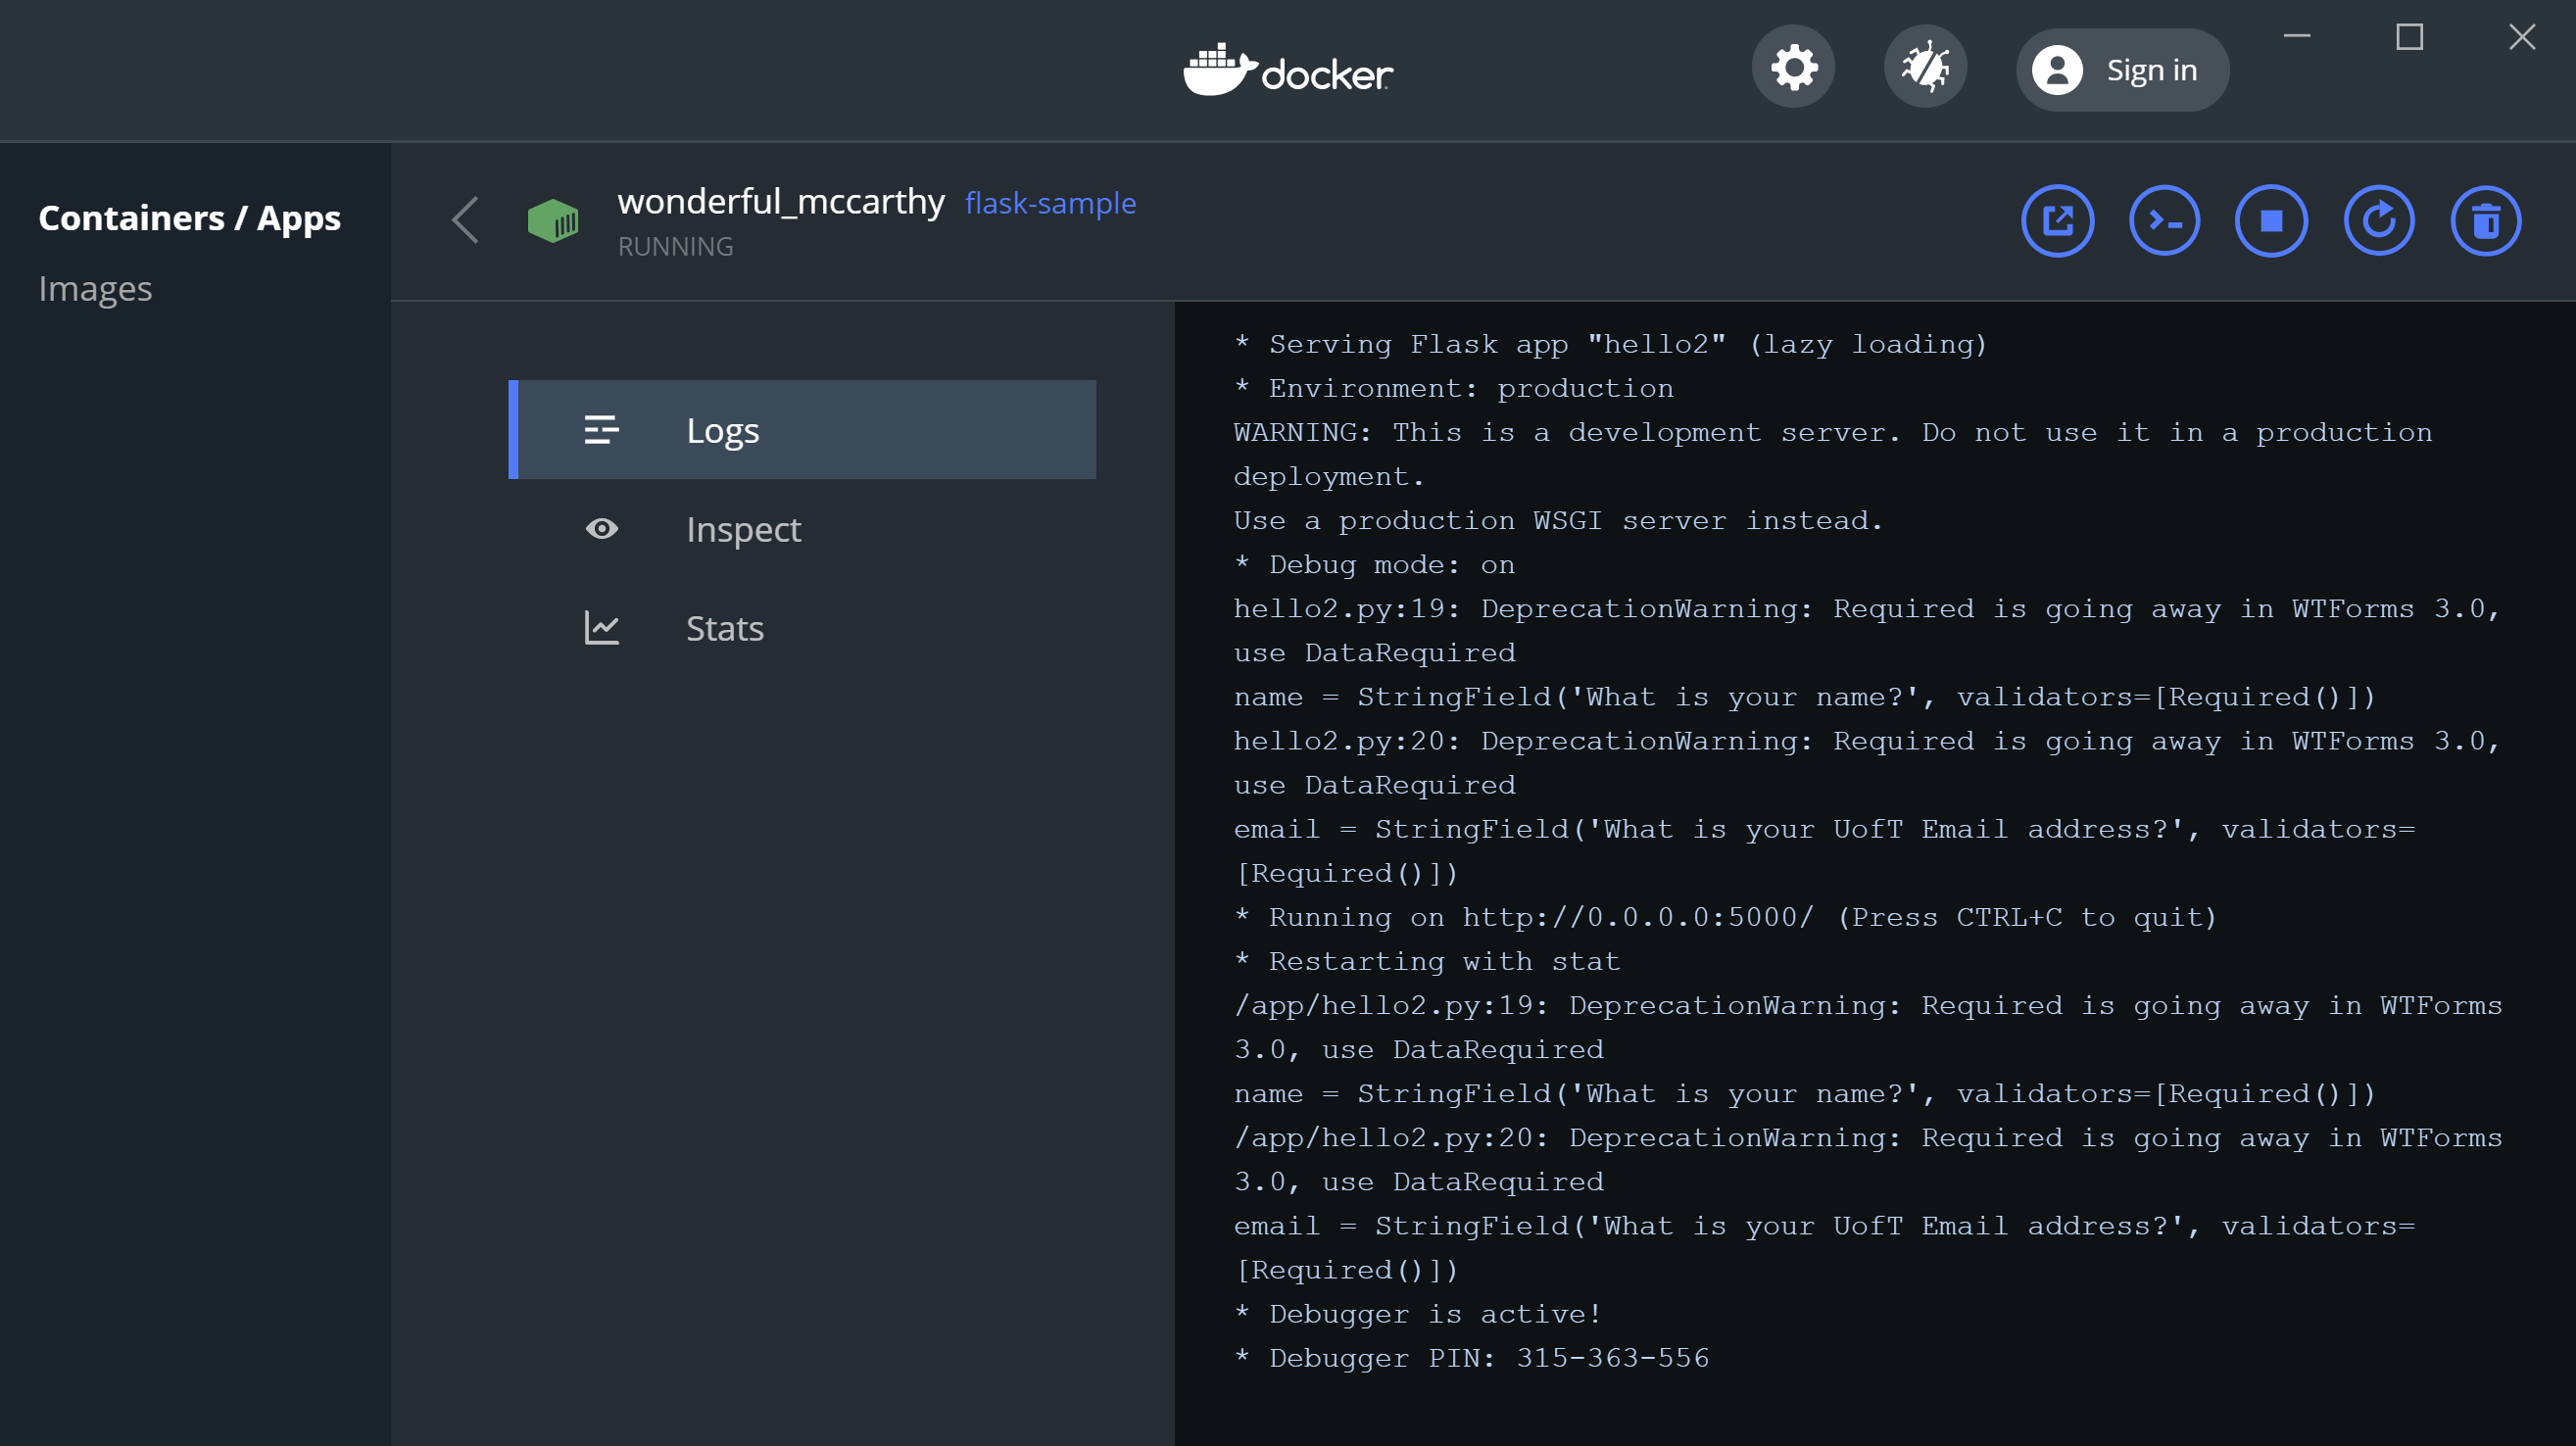 docker
Sign in
Containers / Apps
Images
wonderful_mccarthy flask-sample
RUNNING
Logs
Inspect
Stats
* Serving Flask app "hello2" (lazy loading)
* Environment: production
WARNING: This is a development server. Do not use it in a production
deployment.
Use a production WSGI server instead.
* Debug mode: on
hello2.py:19: DeprecationWarning: Required is going away in WTForms 3.0,
use DataRequired
name = StringField('What is your name?', validators=[Required()])
hello2.py:20: DeprecationWarning: Required is going away in WTForms 3.0,
use DataRequired
email = StringField('What is your UofT Email address?', validators=
[Required()])
* Running on http://0.0.0.0:5000/ (Press CTRL+C to quit)
* Restarting with stat
/app/hello2.py:19: DeprecationWarning: Required is going away in WTForms
3.0, use DataRequired
name = StringField('What is your name?', validators=[Required()])
/app/hello2.py:20: DeprecationWarning: Required is going away in WTForms
3.0, use DataRequired
email = StringField('What is your UofT Email address?', validators=
[Required()])
* Debugger is active!
* Debugger PIN: 315-363-556